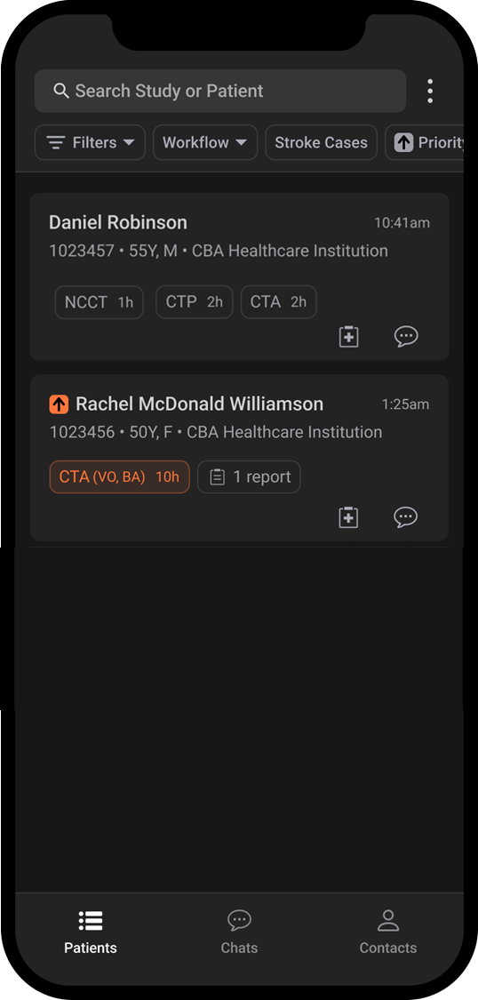 Search Study or Patient
Filters Workflow Stroke Cases Priority
Daniel Robinson 10:41am
1023457 • 55Y, M • CBA Healthcare Institution
NCCT 1h CTP 2h CTA 2h
Rachel McDonald Williamson 1:25am
1023456 • 50Y, F • CBA Healthcare Institution
CTA (VO, BA) 10h 1 report
Patients Chats Contacts